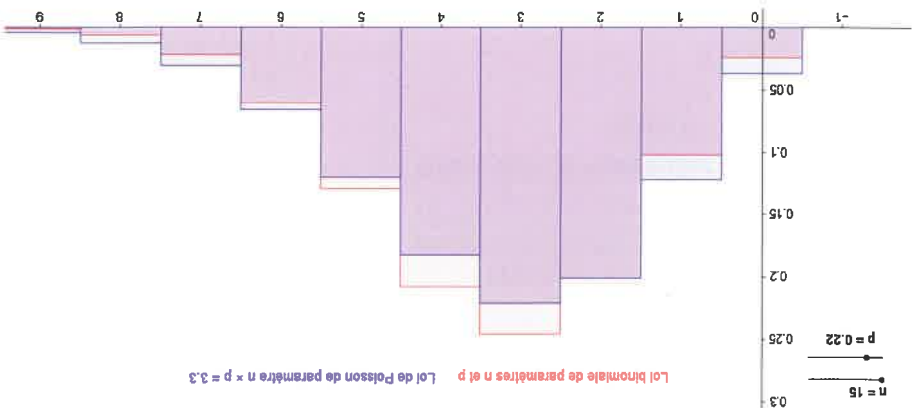 n = 15
p = 0.22
Loi binomiale de paramètres n et p Loi de Poisson de paramètre n × p = 3.3
0.3
0.25
0.2
0.15
0.1
0.05
0
-1 0 1 2 3 4 5 6 7 8 9